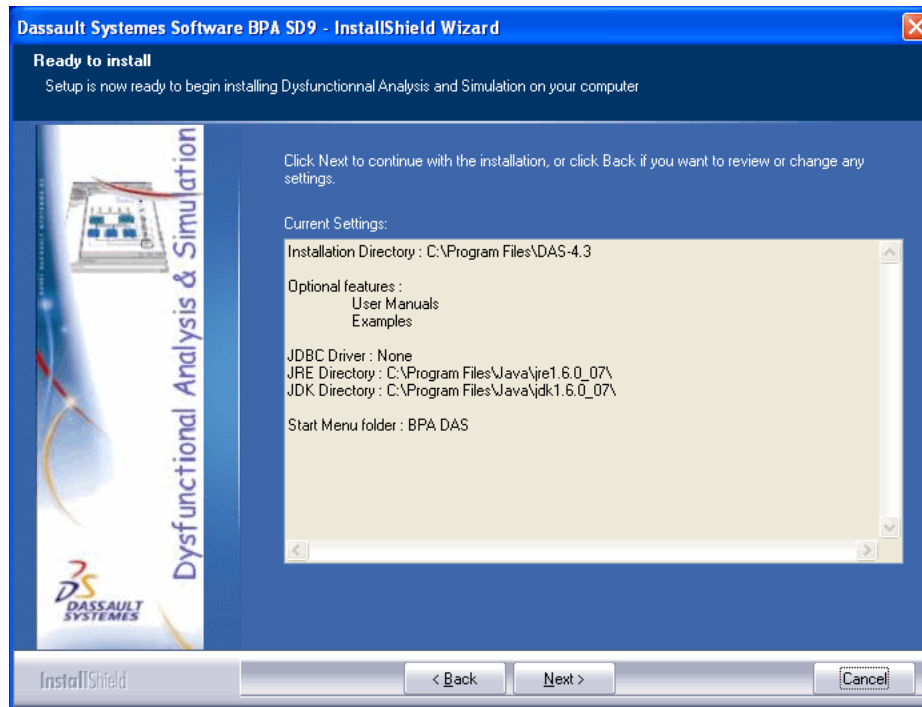 Dassault Systemes Software BPA SD9 - InstallShield Wizard
Ready to install
Setup is now ready to begin installing Dysfunctionnal Analysis and Simulation on your computer
Dysfunctional Analysis & Simulation
DASSAULT
SYSTEMES
Click Next to continue with the installation, or click Back if you want to review or change any
settings.
Current Settings:
Installation Directory : C:\Program Files\DAS-4.3
Optional features :
User Manuals
Examples
JDBC Driver : None
JRE Directory : C:\Program Files\Java\jre1.6.0_07\
JDK Directory : C:\Program Files\Java\jdk1.6.0_07\
Start Menu folder : BPA DAS
InstallShield
< Back
Next >
Cancel